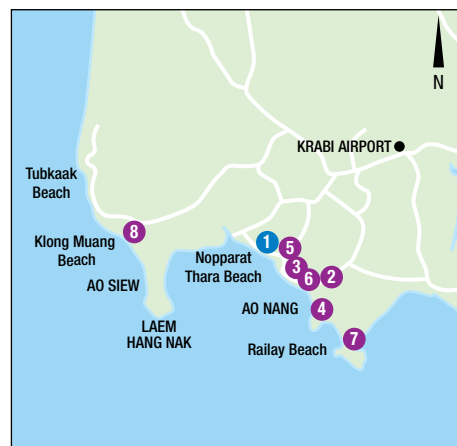 N
KRABI AIRPORT
Tubkaak
Beach
8
Klong Muang
Beach
1
5
Nopparat
Thara Beach
3
6
2
AO SIEW
AO NANG
4
LAEM
HANG NAK
7
Railay Beach